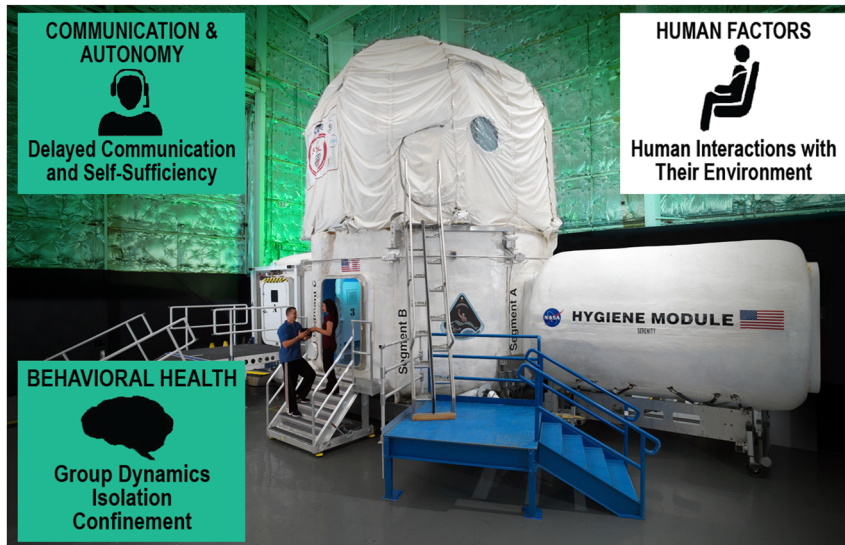 COMMUNICATION &
AUTONOMY
Delayed Communication
and Self-Sufficiency
HUMAN FACTORS
Human Interactions with
Their Environment
Segment B
Segment A
3
NASA
HYGIENE MODULE
SERENITY
BEHAVIORAL HEALTH
Group Dynamics
Isolation
Confinement